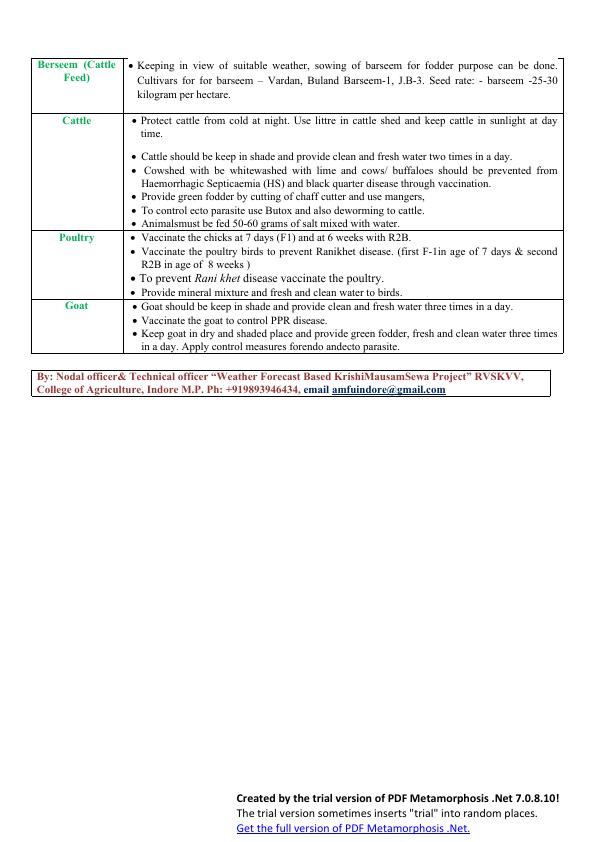 Berseem (Cattle
Feed)
• Keeping in view of suitable weather, sowing of barseem for fodder purpose can be done.
Cultivars for for barseem – Vardan, Buland Barseem-1, J.B-3. Seed rate: - barseem -25-30
kilogram per hectare.
Cattle
• Protect cattle from cold at night. Use littre in cattle shed and keep cattle in sunlight at day
time.
• Cattle should be keep in shade and provide clean and fresh water two times in a day.
• Cowshed with be whitewashed with lime and cows/ buffaloes should be prevented from
Haemorrhagic Septicaemia (HS) and black quarter disease through vaccination.
• Provide green fodder by cutting of chaff cutter and use mangers,
• To control ecto parasite use Butox and also deworming to cattle.
• Animalsmust be fed 50-60 grams of salt mixed with water.
Poultry
• Vaccinate the chicks at 7 days (F1) and at 6 weeks with R2B.
• Vaccinate the poultry birds to prevent Ranikhet disease. (first F-1in age of 7 days & second
R2B in age of 8 weeks )
• To prevent Rani khet disease vaccinate the poultry.
• Provide mineral mixture and fresh and clean water to birds.
Goat
• Goat should be keep in shade and provide clean and fresh water three times in a day.
• Vaccinate the goat to control PPR disease.
• Keep goat in dry and shaded place and provide green fodder, fresh and clean water three times
in a day. Apply control measures forendo andecto parasite.
By: Nodal officer& Technical officer “Weather Forecast Based KrishiMausamSewa Project” RVSKVV,
College of Agriculture, Indore M.P. Ph: +919893946434, email amfuindore@gmail.com
Created by the trial version of PDF Metamorphosis .Net 7.0.8.10!
The trial version sometimes inserts "trial" into random places.
Get the full version of PDF Metamorphosis .Net.